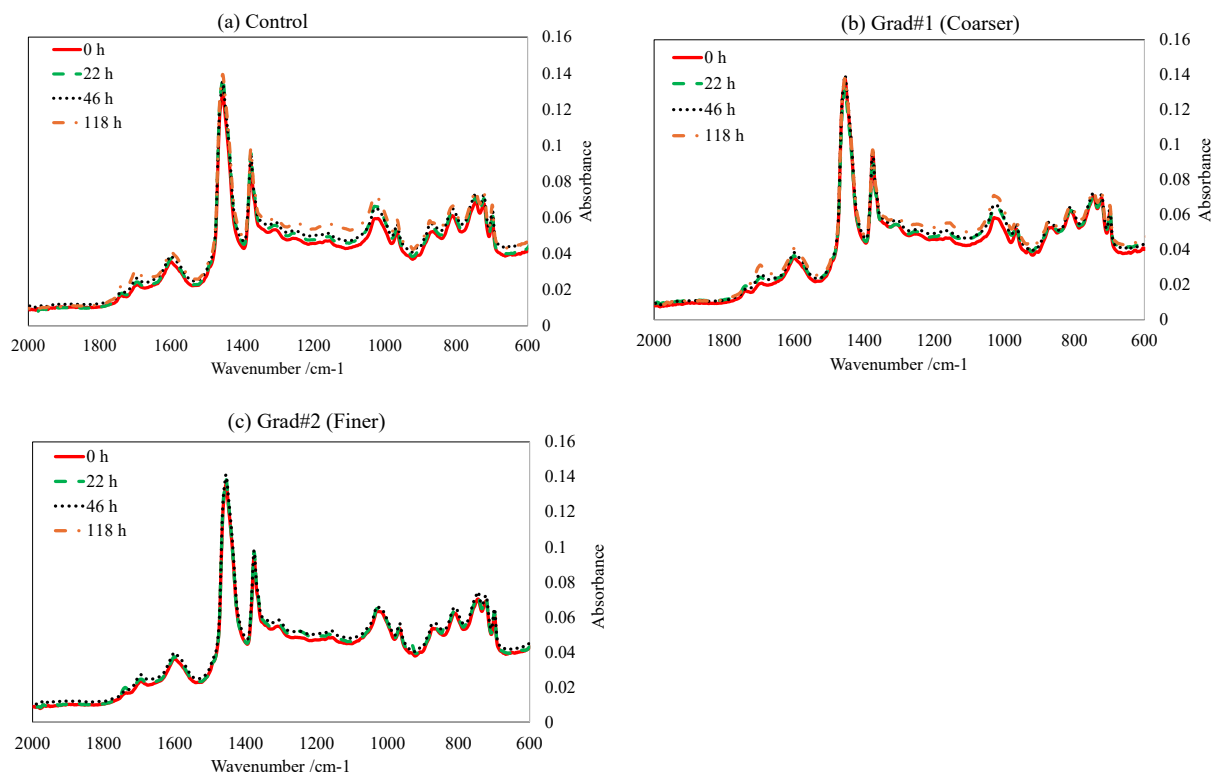 (a) Control
0 h
22 h
46 h
118 h
0.16
0.14
0.12
0.1
0.08
0.06
0.04
0.02
0
Absorbance
2000 1800 1600 1400 1200 1000 800 600
Wavenumber /cm-1
(b) Grad#1 (Coarser)
0 h
22 h
46 h
118 h
0.16
0.14
0.12
0.1
0.08
0.06
0.04
0.02
0
Absorbance
2000 1800 1600 1400 1200 1000 800 600
Wavenumber /cm-1
(c) Grad#2 (Finer)
0 h
22 h
46 h
118 h
0.16
0.14
0.12
0.1
0.08
0.06
0.04
0.02
0
Absorbance
2000 1800 1600 1400 1200 1000 800 600
Wavenumber /cm-1